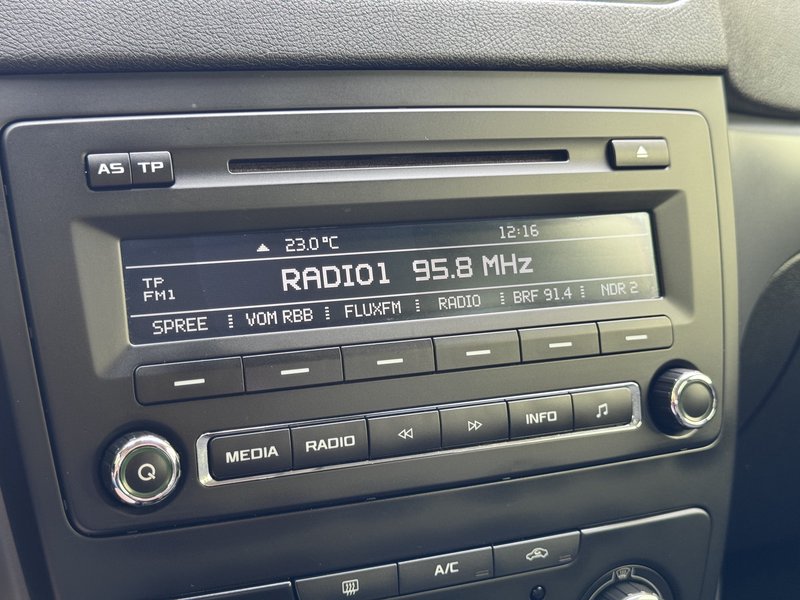 AS TP
23.0°C 12:16
TP
FM1
RADIO1 95.8 MHz
SPREE VOM RBB FLUXFM RADIO BRF 91.4 NDR 2
MEDIA RADIO INFO
Q
A/C